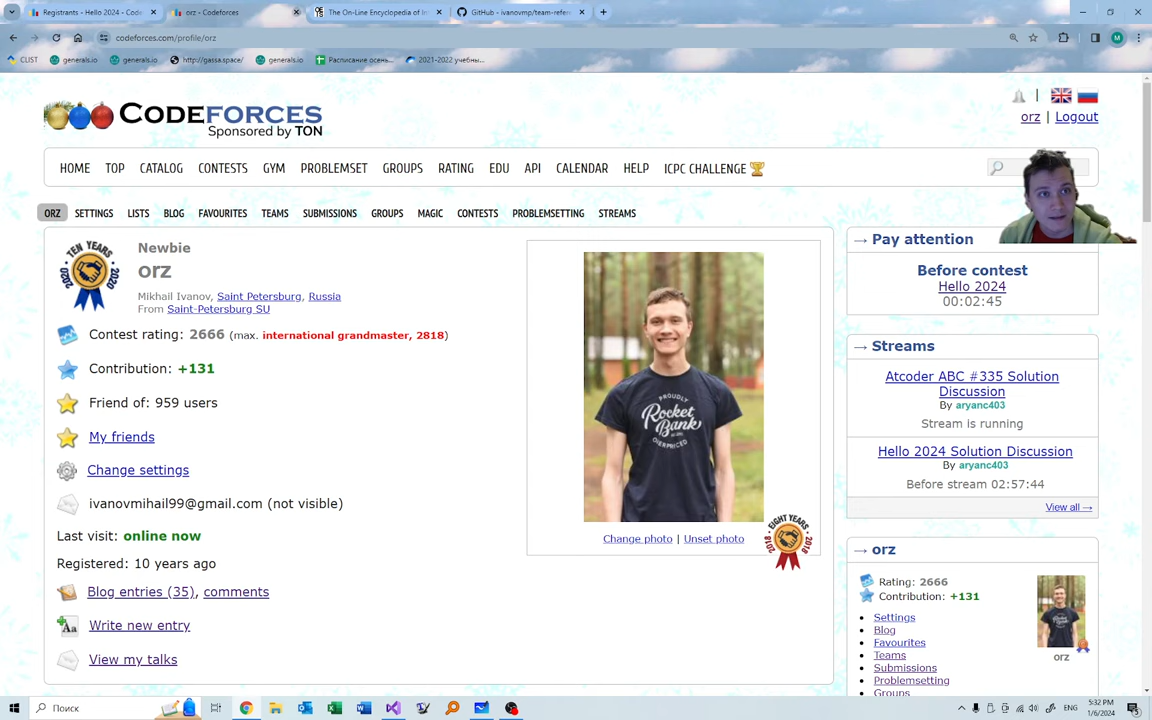 Registrants - Hello 2024 - Code
orz - Codeforces
The On-Line Encyclopedia of In
GitHub - ivanovmp/team-refere
codeforces.com/profile/orz
CLIST
generals.io
generals.io
http://gassa.space/
generals.io
Расписание осень...
2021-2022 учебны...
CODEFORCES
Sponsored by TON
orz | Logout
HOME TOP CATALOG CONTESTS GYM PROBLEMSET GROUPS RATING EDU API CALENDAR HELP ICPC CHALLENGE
ORZ SETTINGS LISTS BLOG FAVOURITES TEAMS SUBMISSIONS GROUPS MAGIC CONTESTS PROBLEMSETTING STREAMS
TEN YEARS
2020 2020
Newbie
orz
Mikhail Ivanov, Saint Petersburg, Russia
From Saint-Petersburg SU
Contest rating: 2666 (max. international grandmaster, 2818)
Contribution: +131
Friend of: 959 users
My friends
Change settings
ivanovmihail99@gmail.com (not visible)
Last visit: online now
Registered: 10 years ago
Blog entries (35), comments
Write new entry
View my talks
PROUDLY
Rocket
Bank
OVERPRICED
Change photo | Unset photo
EIGHT YEARS
2018 2018
→ Pay attention
Before contest
Hello 2024
00:02:45
→ Streams
Atcoder ABC #335 Solution
Discussion
By aryanc403
Stream is running
Hello 2024 Solution Discussion
By aryanc403
Before stream 02:57:44
View all →
→ orz
Rating: 2666
Contribution: +131
Settings
Blog
Favourites
Teams
Submissions
Problemsetting
Groups
orz
Поиск
ENG
5:32 PM
1/6/2024